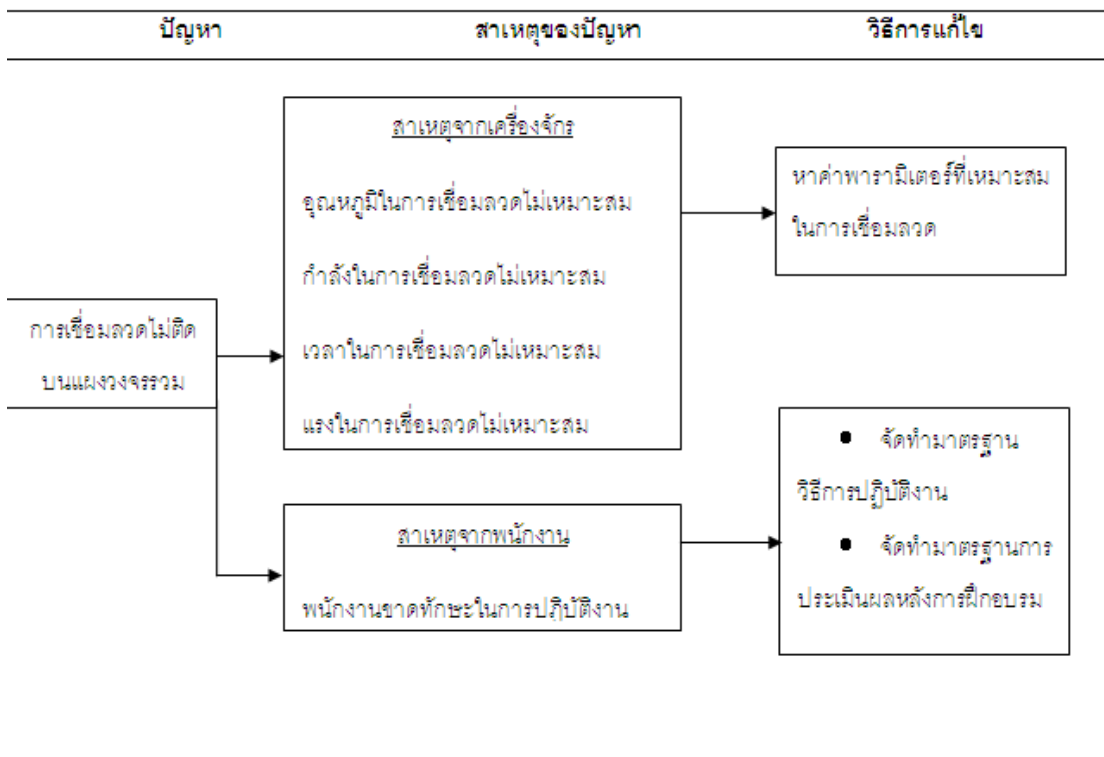 ปัญหา สาเหตุของปัญหา วิธีการแก้ไข
การเชื่อมลวดไม่ติด
บนแผงวงจรรวม
สาเหตุจากเครื่องจักร
อุณหภูมิในการเชื่อมลวดไม่เหมาะสม
กำลังในการเชื่อมลวดไม่เหมาะสม
เวลาในการเชื่อมลวดไม่เหมาะสม
แรงในการเชื่อมลวดไม่เหมาะสม
หาค่าพารามิเตอร์ที่เหมาะสม
ในการเชื่อมลวด
สาเหตุจากพนักงาน
พนักงานขาดทักษะในการปฏิบัติงาน
● จัดทำมาตรฐาน
วิธีการปฏิบัติงาน
● จัดทำมาตรฐานการ
ประเมินผลหลังการฝึกอบรม